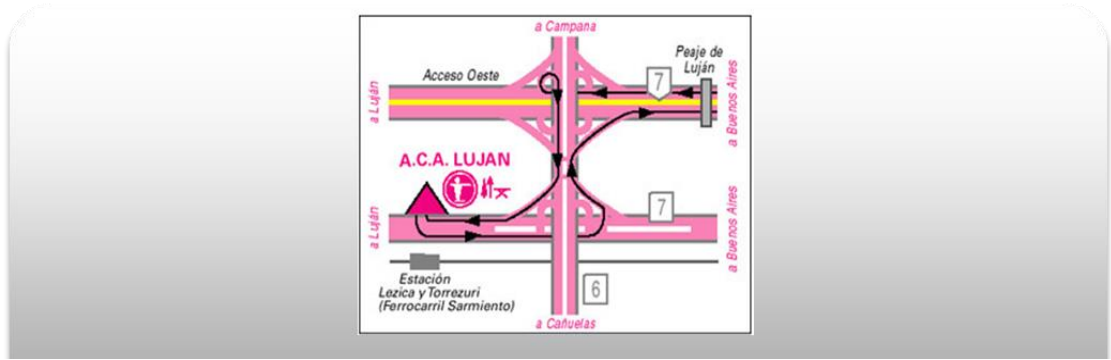 a Campana
Peaje de
Luján
Acceso Oeste
7
a Luján
a Buenos Aires
A.C.A. LUJAN
7
a Luján
a Buenos Aires
Estación
Lezica y Torrezuri
(Ferrocarril Sarmiento)
6
a Cañuelas